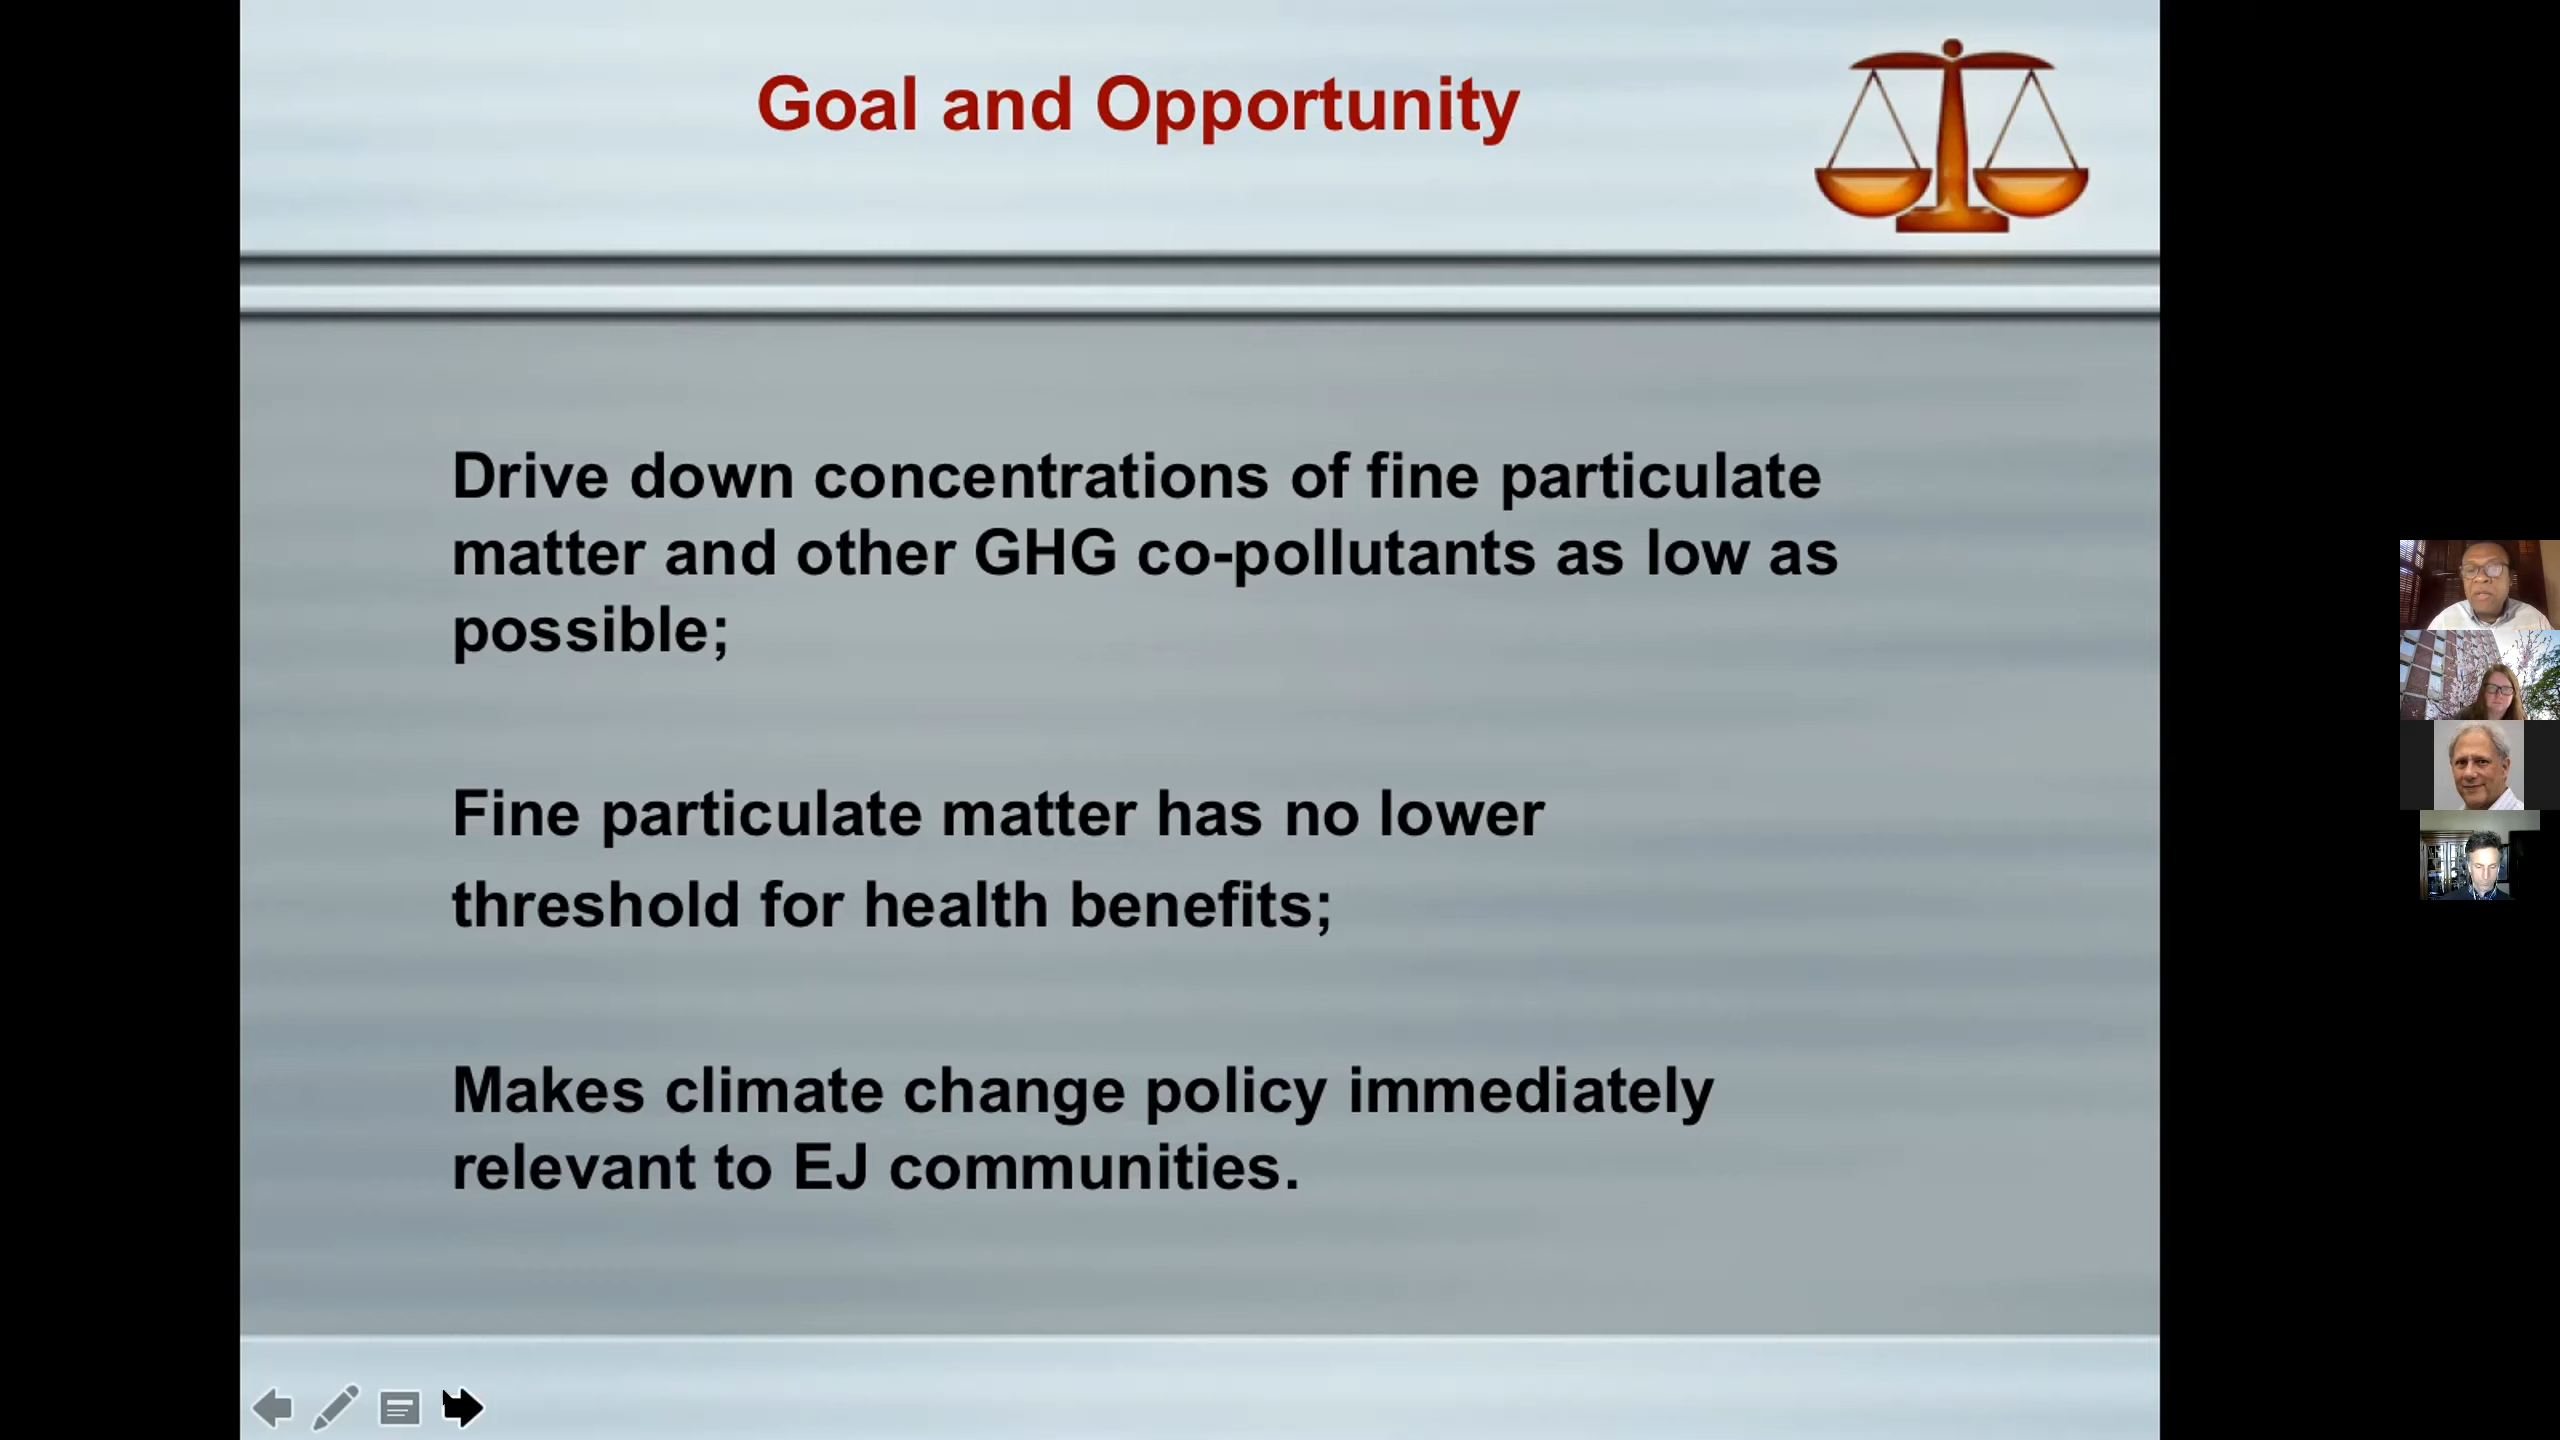 Goal and Opportunity
Drive down concentrations of fine particulate
matter and other GHG co-pollutants as low as
possible;
Fine particulate matter has no lower
threshold for health benefits;
Makes climate change policy immediately
relevant to EJ communities.